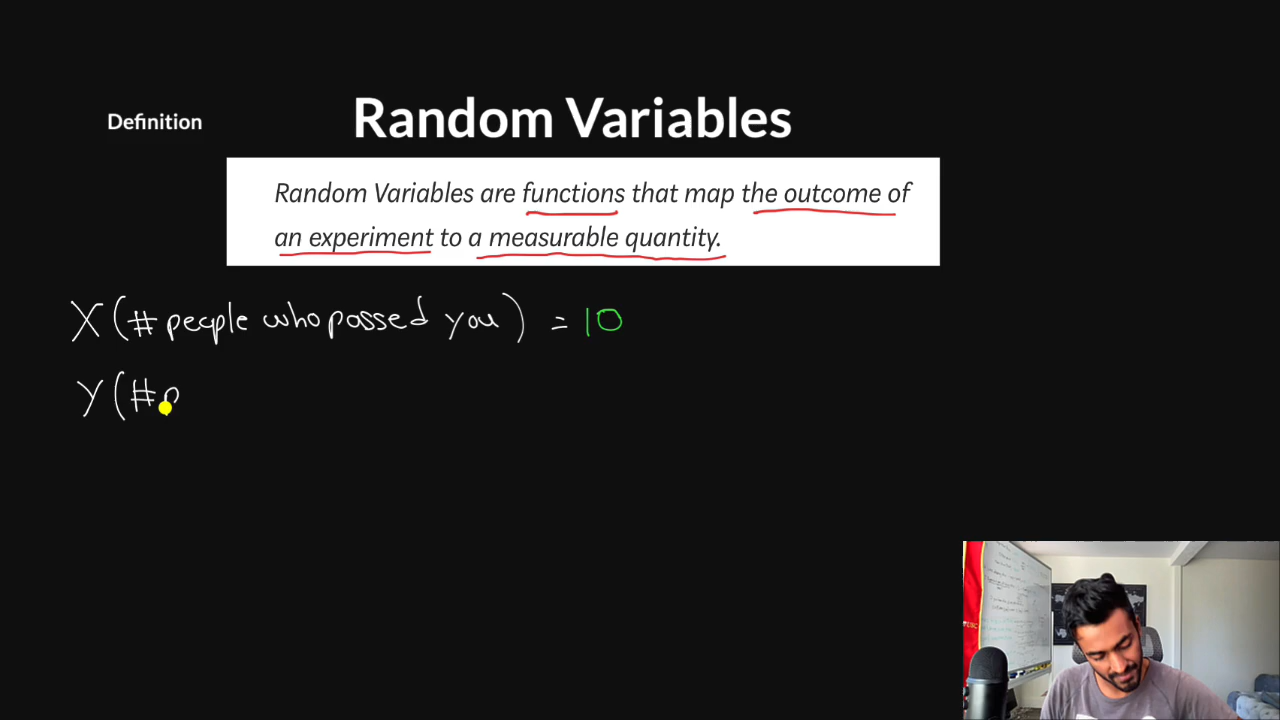 Definition
Random Variables
Random Variables are functions that map the outcome of
an experiment to a measurable quantity.
X (# people who passed you) = 10
Y (#